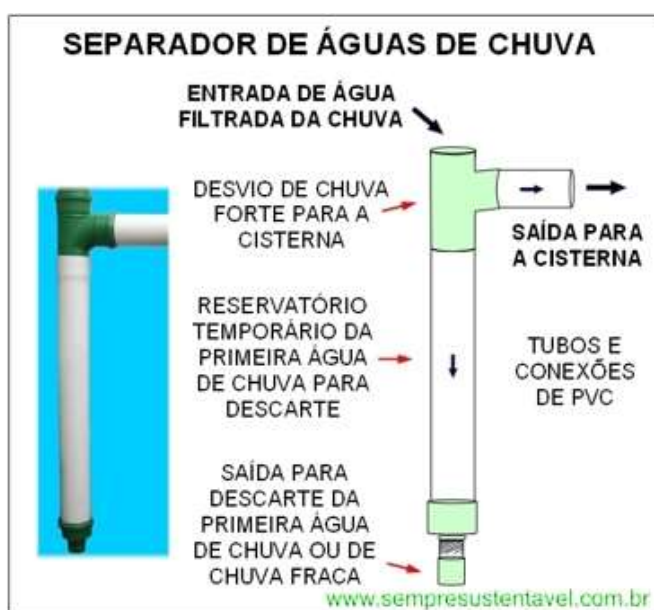 SEPARADOR DE ÁGUAS DE CHUVA
ENTRADA DE ÁGUA
FILTRADA DA CHUVA
DESVIO DE CHUVA
FORTE PARA A
CISTERNA
SAÍDA PARA
A CISTERNA
RESERVATÓRIO
TEMPORÁRIO DA
PRIMEIRA ÁGUA
DE CHUVA PARA
DESCARTE
TUBOS E
CONEXÕES
DE PVC
SAÍDA PARA
DESCARTE DA
PRIMEIRA ÁGUA
DE CHUVA OU DE
CHUVA FRACA
www.sempresustentavel.com.br